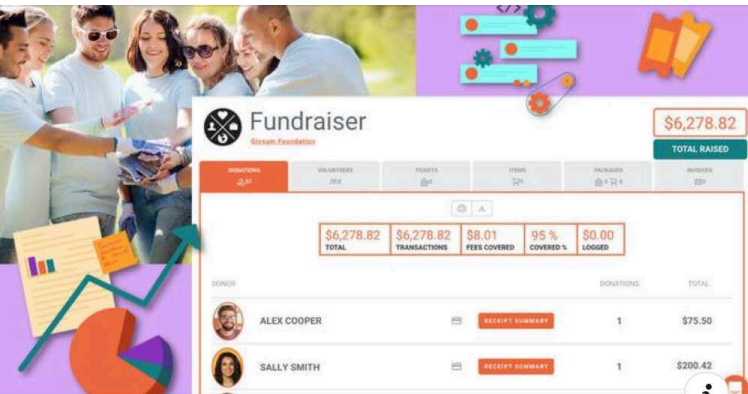 </>
Fundraiser
$6,278.82
TOTAL RAISED
DONATIONS
VOLUNTEERS
TICKETS
ITEMS
PACKAGES
INVOICES
$6,278.82
TOTAL
$6,278.82
TRANSACTIONS
$8.01
FEES COVERED
95 %
COVERED %
$0.00
LOGGED
DONOR
DONATIONS
TOTAL
ALEX COOPER
RECEIPT SUMMARY
1
$75.50
SALLY SMITH
RECEIPT SUMMARY
1
$200.42